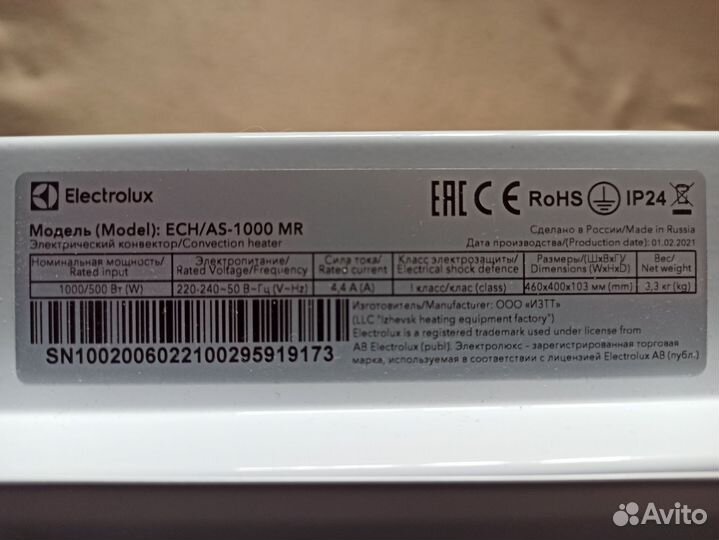 Electrolux
EAC CE RoHS IP24
Модель (Model): ECH/AS-1000 MR
Электрический конвектор/Convection heater
Сделано в России/Made in Russia
Дата производства/(Production date): 01.02.2021
Номинальная мощность/ Электропитание/ Сила тока/ Класс электрозащиты/ Размеры/(ШхВхГ)/ Вес/
Rated input Rated Voltage/Frequency Rated current Electrical shock defence Dimensions (WxHxD) Net weight
1000/500 Вт (W) 220-240~50 В~Гц (V~Hz) 4,4 А (A) 1 класс/клас (class) 460x400x103 мм (mm) 3,3 кг (kg)
Изготовитель/Manufacturer: ООО «ИЗТТ»
(LLC "Izhevsk heating equipment factory")
Electrolux is a registered trademark used under license from
AB Electrolux (publ). Электролюкс - зарегистрированная торговая
марка, используемая в соответствии с лицензией Electrolux AB (публ.)
SN1002006022100295919173
Avito